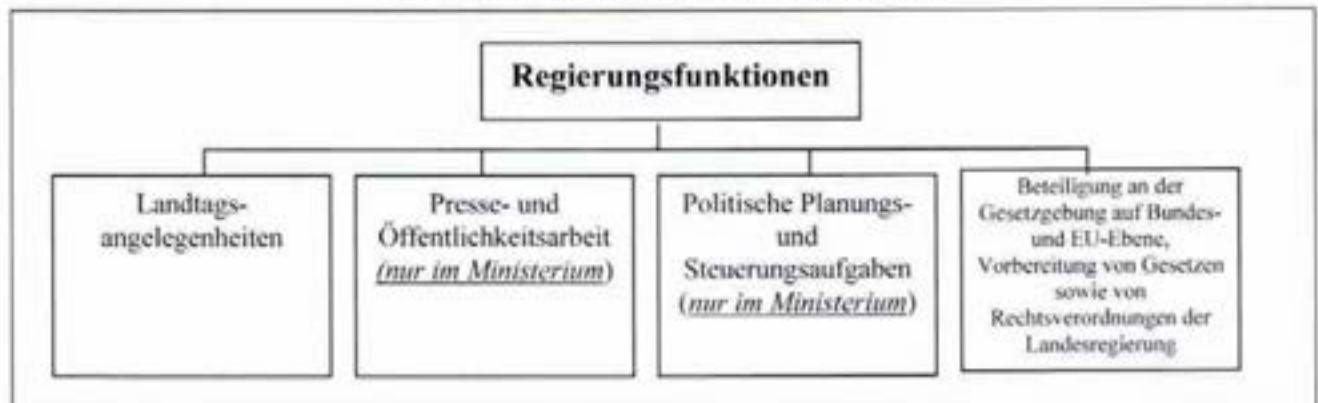 Regierungsfunktionen
Landtags-
angelegenheiten
Presse- und
Öffentlichkeitsarbeit
(nur im Ministerium)
Politische Planungs-
und
Steuerungsaufgaben
(nur im Ministerium)
Beteiligung an der
Gesetzgebung auf Bundes-
und EU-Ebene,
Vorbereitung von Gesetzen
sowie von
Rechtsverordnungen der
Landesregierung